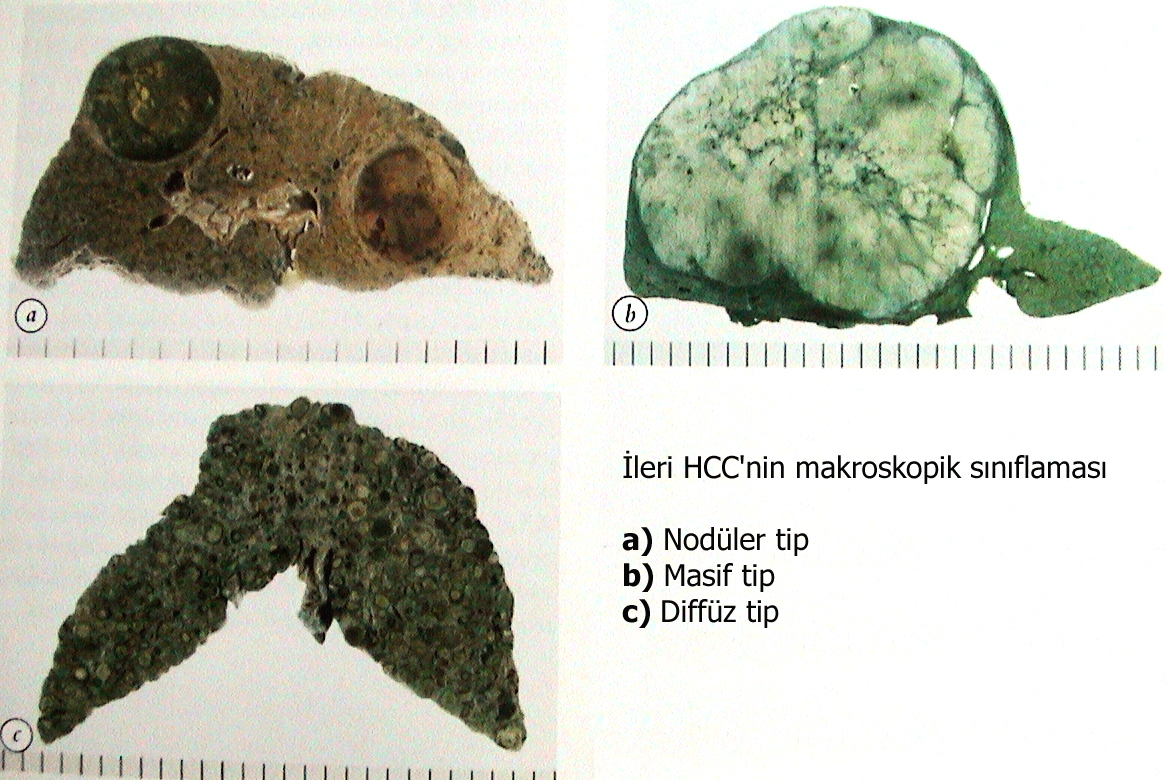 a
b
c
İleri HCC'nin makroskopik sınıflaması
a) Nodüler tip
b) Masif tip
c) Diffüz tip